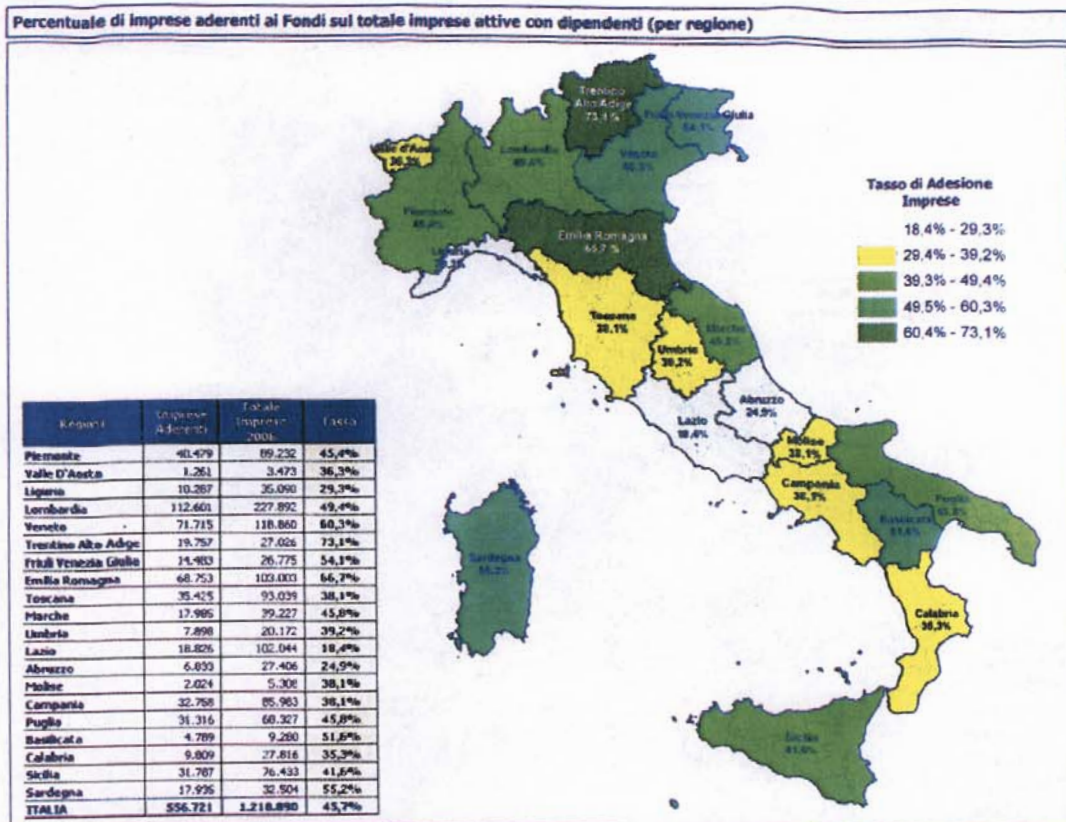 Percentuale di imprese aderenti ai Fondi sul totale imprese attive con dipendenti (per regione)
Trentino
Alto Adige
73,1%
Friuli Venezia Giulia
54,1%
Valle d'Aosta
36,3%
Lombardia
49,4%
Veneto
60,3%
Piemonte
45,4%
Emilia Romagna
66,7 %
Liguria
29,3%
Toscana
38,1%
Marche
45,8%
Umbria
39,2%
Abruzzo
24,9%
Lazio
18,4%
Molise
38,1%
Campania
38,1%
Puglia
45,8%
Basilicata
51,6%
Sardegna
55,2%
Calabria
35,3%
Sicilia
41,6%
Tasso di Adesione
Imprese
18,4% - 29,3%
29,4% - 39,2%
39,3% - 49,4%
49,5% - 60,3%
60,4% - 73,1%
Regioni Imprese Aderenti Totale Imprese 2006 Tasso
Piemonte 40.479 89.232 45,4%
Valle D'Aosta 1.261 3.473 36,3%
Liguria 10.287 35.090 29,3%
Lombardia 112.601 227.892 49,4%
Veneto 71.715 118.860 60,3%
Trentino Alto Adige 19.757 27.026 73,1%
Friuli Venezia Giulia 14.483 26.775 54,1%
Emilia Romagna 68.753 103.003 66,7%
Toscana 35.425 93.039 38,1%
Marche 17.985 39.227 45,8%
Umbria 7.898 20.172 39,2%
Lazio 18.826 102.044 18,4%
Abruzzo 6.833 27.406 24,9%
Molise 2.024 5.308 38,1%
Campania 32.758 85.983 38,1%
Puglia 31.316 68.327 45,8%
Basilicata 4.789 9.280 51,6%
Calabria 9.809 27.816 35,3%
Sicilia 31.787 76.433 41,6%
Sardegna 17.935 32.504 55,2%
ITALIA 556.721 1.218.890 45,7%